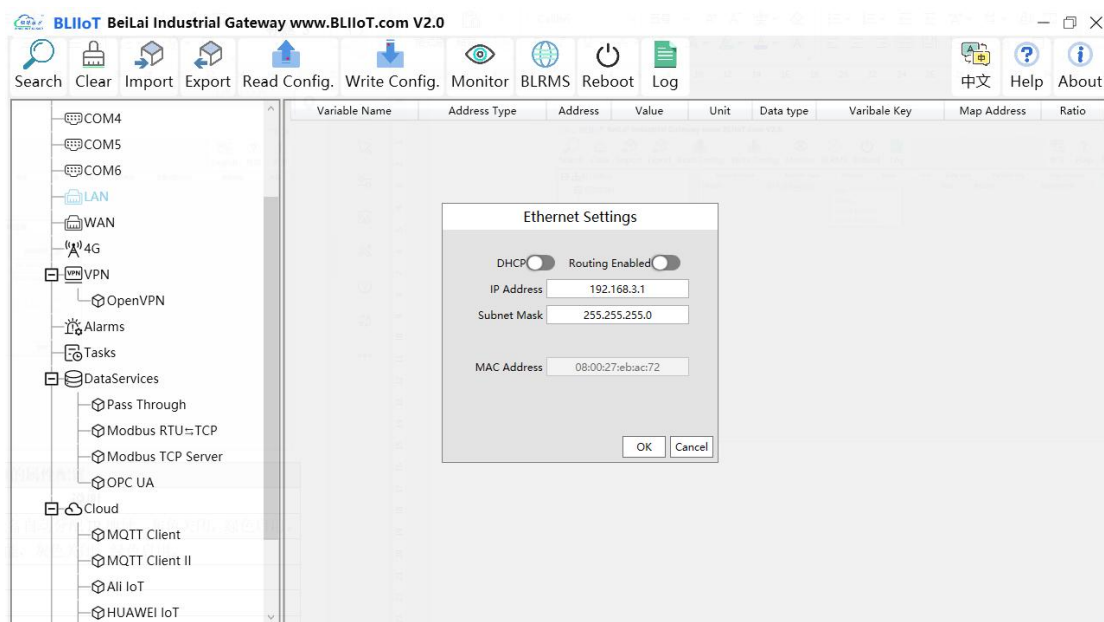 BLIIoT BeiLai Industrial Gateway www.BLIIoT.com V2.0
Search Clear Import Export Read Config. Write Config. Monitor BLRMS Reboot Log 中文 Help About
Variable Name Address Type Address Value Unit Data type Varibale Key Map Address Ratio
COM4
COM5
COM6
LAN
WAN
4G
VPN VPN
OpenVPN
Alarms
Tasks
DataServices
Pass Through
Modbus RTU⇆TCP
Modbus TCP Server
OPC UA
Cloud
MQTT Client
MQTT Client II
Ali IoT
HUAWEI IoT
Ethernet Settings
DHCP Routing Enabled
IP Address 192.168.3.1
Subnet Mask 255.255.255.0
MAC Address 08:00:27:eb:ac:72
OK Cancel